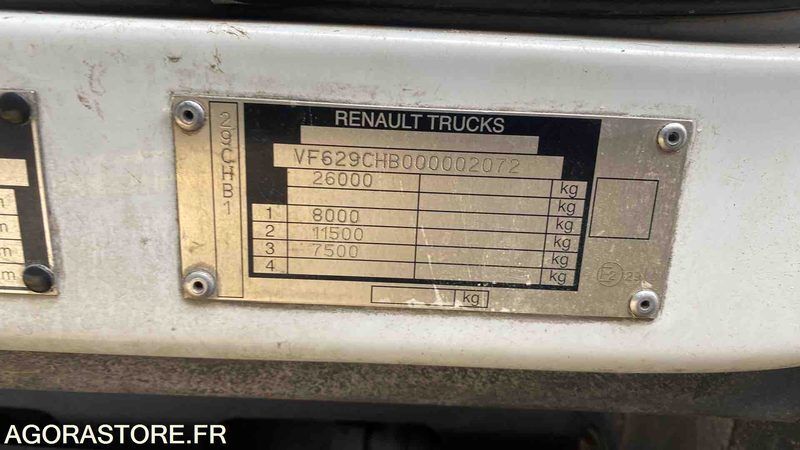 RENAULT TRUCKS
29CHB1
VF629CHB000002072
26000 kg
kg
1 8000 kg
2 11500 kg
3 7500 kg
4 kg
kg
m
m
m
m
AGORASTORE.FR